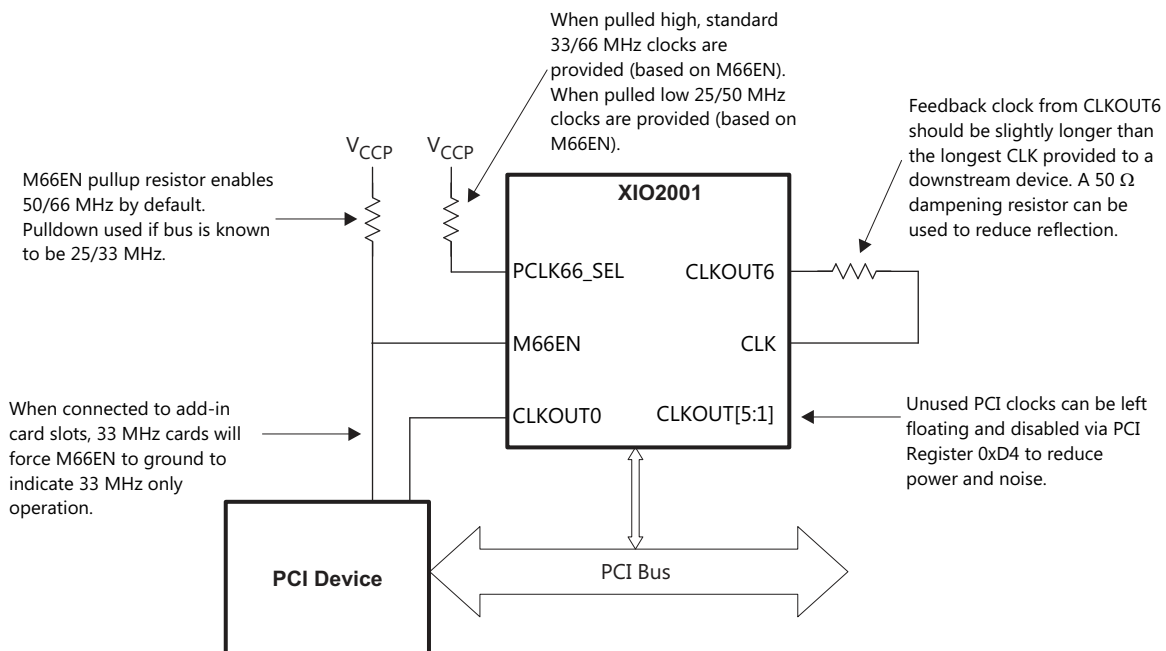 When pulled high, standard
33/66 MHz clocks are
provided (based on M66EN).
When pulled low 25/50 MHz
clocks are provided (based on
M66EN).
Feedback clock from CLKOUT6
should be slightly longer than
the longest CLK provided to a
downstream device. A 50 Ω
dampening resistor can be
used to reduce reflection.
VCCP
VCCP
M66EN pullup resistor enables
50/66 MHz by default.
Pulldown used if bus is known
to be 25/33 MHz.
XIO2001
PCLK66_SEL
CLKOUT6
M66EN
CLK
CLKOUT0
CLKOUT[5:1]
When connected to add-in
card slots, 33 MHz cards will
force M66EN to ground to
indicate 33 MHz only
operation.
Unused PCI clocks can be left
floating and disabled via PCI
Register 0xD4 to reduce
power and noise.
PCI Device
PCI Bus